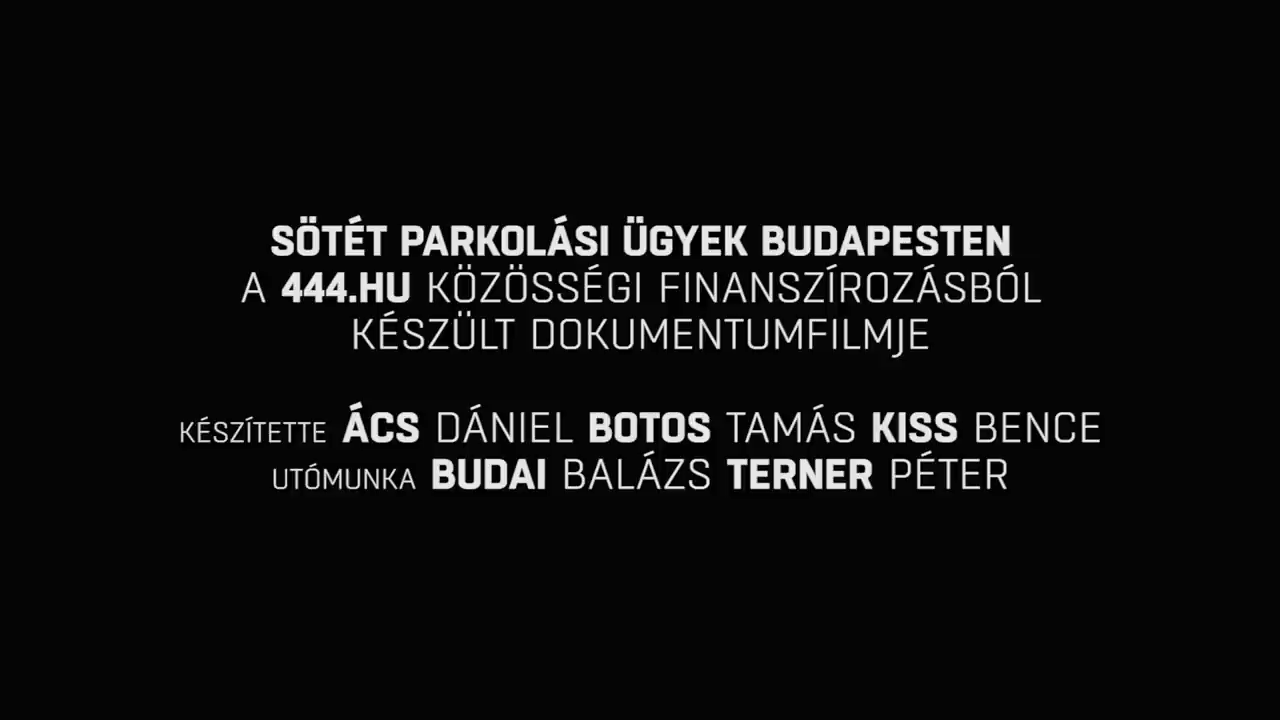 SÖTÉT PARKOLÁSI ÜGYEK BUDAPESTEN
A 444.HU KÖZÖSSÉGI FINANSZÍROZÁSBÓL
KÉSZÜLT DOKUMENTUMFILMJE
KÉSZÍTETTE ÁCS DÁNIEL BOTOS TAMÁS KISS BENCE
UTÓMUNKA BUDAI BALÁZS TERNER PÉTER